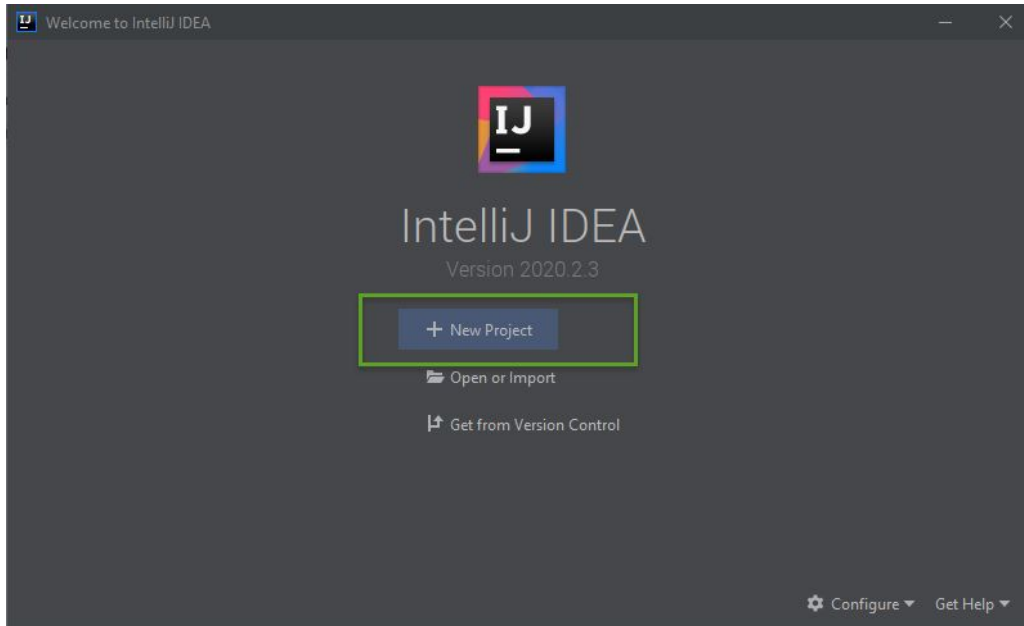 Welcome to IntelliJ IDEA
IJ
IntelliJ IDEA
Version 2020.2.3
New Project
Open or Import
Get from Version Control
Configure Get Help